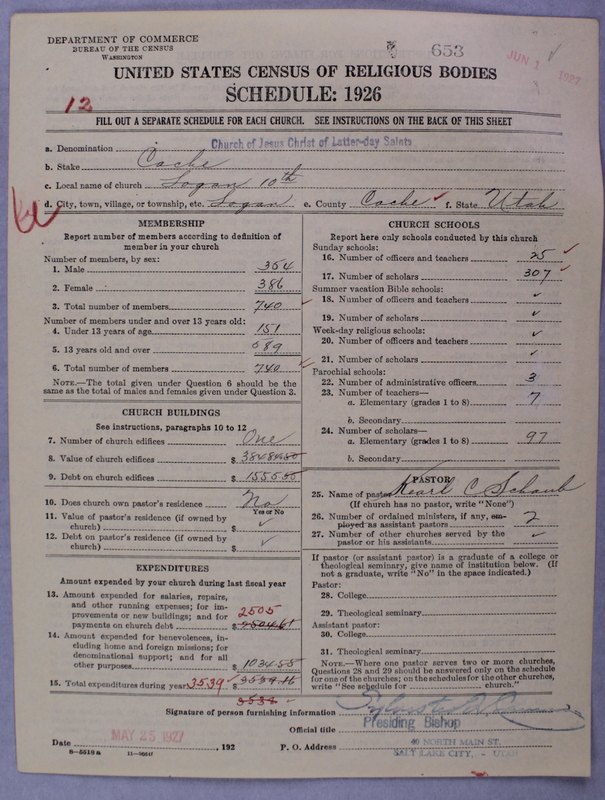 DEPARTMENT OF COMMERCE
BUREAU OF THE CENSUS
WASHINGTON
653
JUN 1 1927
UNITED STATES CENSUS OF RELIGIOUS BODIES
SCHEDULE: 1926
12
FILL OUT A SEPARATE SCHEDULE FOR EACH CHURCH. SEE INSTRUCTIONS ON THE BACK OF THIS SHEET
a. Denomination Church of Jesus Christ of Latter-day Saints
b. Stake Cache
c. Local name of church Logan 10th
d. City, town, village, or township, etc. Logan e. County Cache f. State Utah
MEMBERSHIP
Report number of members according to definition of
member in your church
Number of members, by sex:
1. Male 354
2. Female 386
3. Total number of members 740
Number of members under and over 13 years old:
4. Under 13 years of age 151
5. 13 years old and over 589
6. Total number of members 740
NOTE.—The total given under Question 6 should be the
same as the total of males and females given under Question 3.
CHURCH BUILDINGS
See instructions, paragraphs 10 to 12
7. Number of church edifices One
8. Value of church edifices $
9. Debt on church edifices $
10. Does church own pastor's residence No
Yes or No
11. Value of pastor's residence (if owned by
church) $
12. Debt on pastor's residence (if owned by
church) $
EXPENDITURES
Amount expended by your church during last fiscal year
13. Amount expended for salaries, repairs,
and other running expenses; for im-
provements or new buildings; and for
payments on church debt $ 2505
14. Amount expended for benevolences, in-
cluding home and foreign missions; for
denominational support; and for all
other purposes $ 1034.55
15. Total expenditures during year 3539 $
CHURCH SCHOOLS
Report here only schools conducted by this church
Sunday schools:
16. Number of officers and teachers 25
17. Number of scholars 307
Summer vacation Bible schools:
18. Number of officers and teachers
19. Number of scholars
Week-day religious schools:
20. Number of officers and teachers
21. Number of scholars
Parochial schools:
22. Number of administrative officers 3
23. Number of teachers—
a. Elementary (grades 1 to 8) 7
b. Secondary
24. Number of scholars—
a. Elementary (grades 1 to 8) 97
b. Secondary
PASTOR
25. Name of pastor C Schaub
(If church has no pastor, write "None")
26. Number of ordained ministers, if any, em-
ployed as assistant pastors 2
27. Number of other churches served by the
pastor or his assistants
If pastor (or assistant pastor) is a graduate of a college or
theological seminary, give name of institution below. (If
not a graduate, write "No" in the space indicated.)
Pastor:
28. College
29. Theological seminary
Assistant pastor:
30. College
31. Theological seminary
NOTE.—Where one pastor serves two or more churches,
Questions 28 and 29 should be answered only on the schedule
for one of the churches; on the schedules for the other churches,
write "See schedule for church."
3534
Signature of person furnishing information
Official title Presiding Bishop
Date MAY 25 1927, 192 P. O. Address 40 NORTH MAIN ST.
SALT LAKE CITY, - UTAH
8-5519a